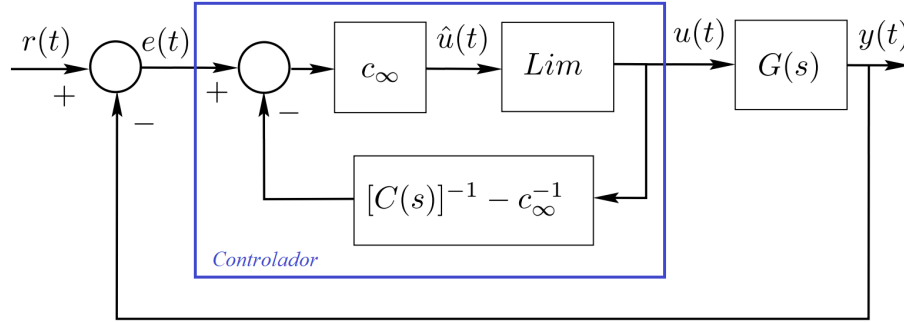 r(t)
e(t)
û(t)
u(t)
y(t)
+
−
+
−
c∞
Lim
G(s)
[C(s)]⁻¹ − c∞⁻¹
Controlador